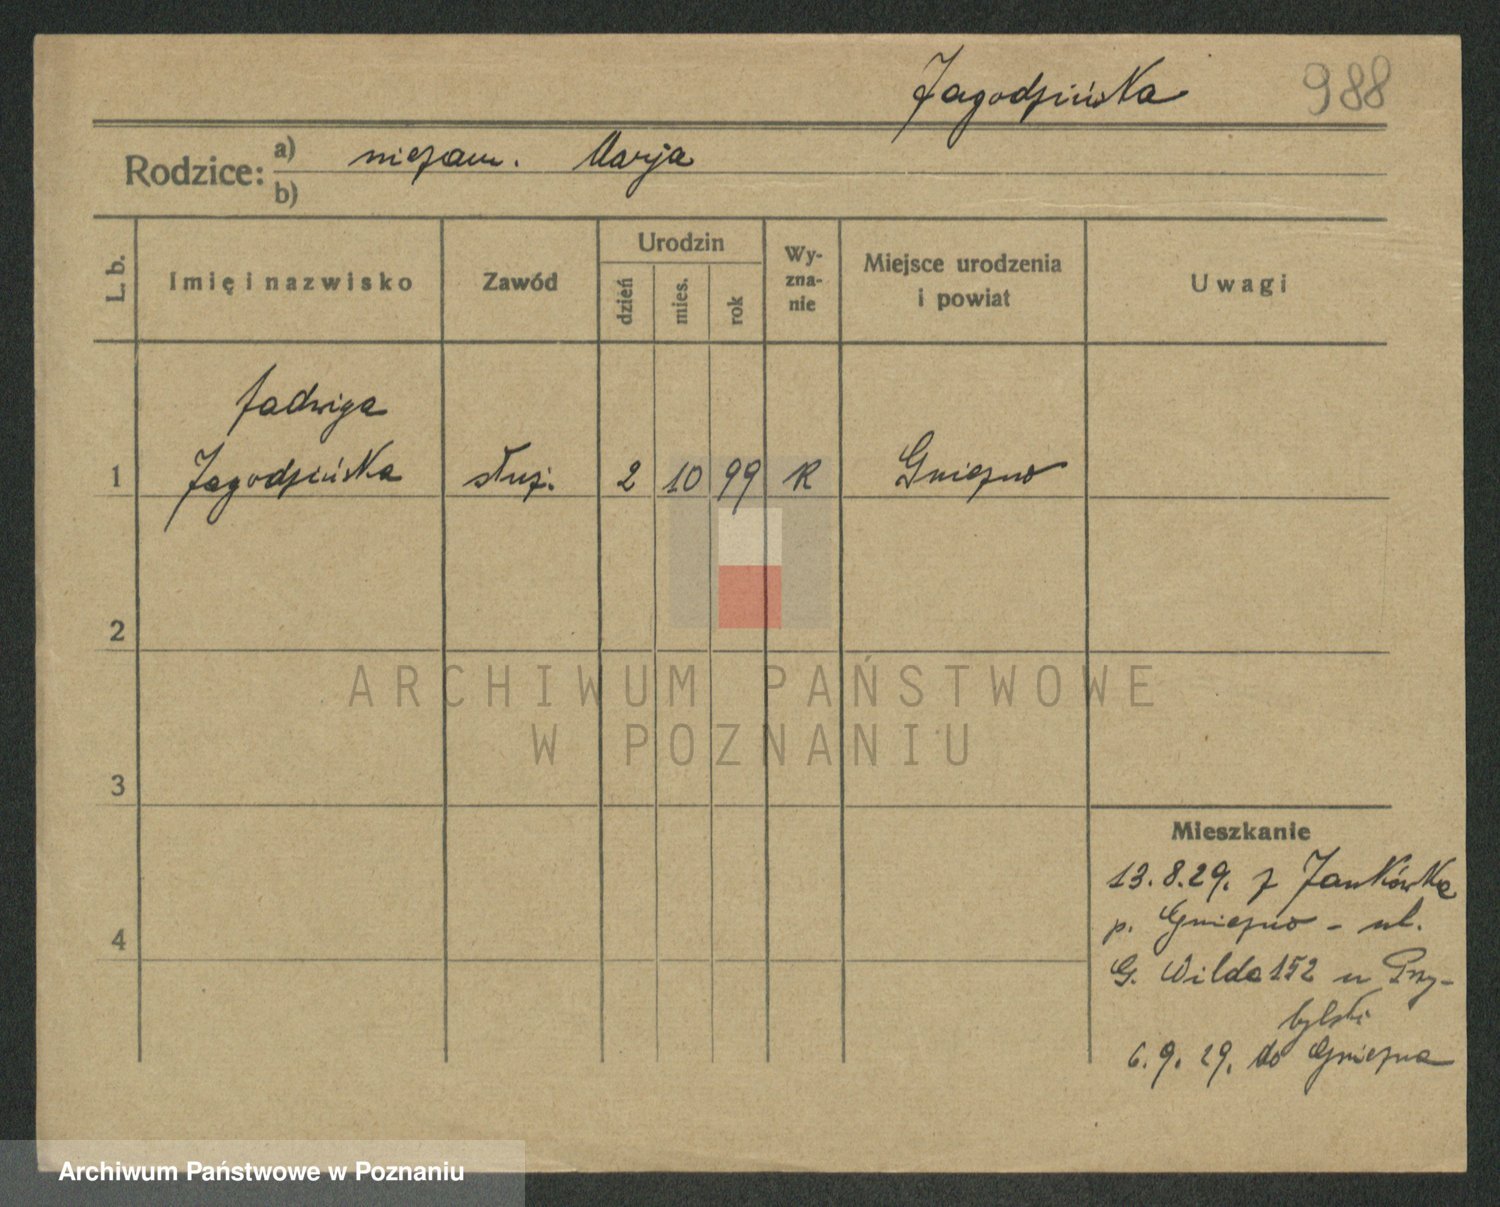 Jagodzińska 988
Rodzice: a) niezam. Marja
b)
L. b. Imię i nazwisko Zawód Urodzin dzień mies. rok Wy-
zna-
nie Miejsce urodzenia
i powiat Uwagi
Jadwiga
1 Jagodzińska służ. 2 10 99 R Gniezno
2
ARCHIWUM PAŃSTWOWE
W POZNANIU
3
Mieszkanie
13. 8. 29. z Jankówka
p. Gniezno - ul.
4
G. Wilda 152 u Przy-
bylski
6. 9. 29. do Gniezna
Archiwum Państwowe w Poznaniu